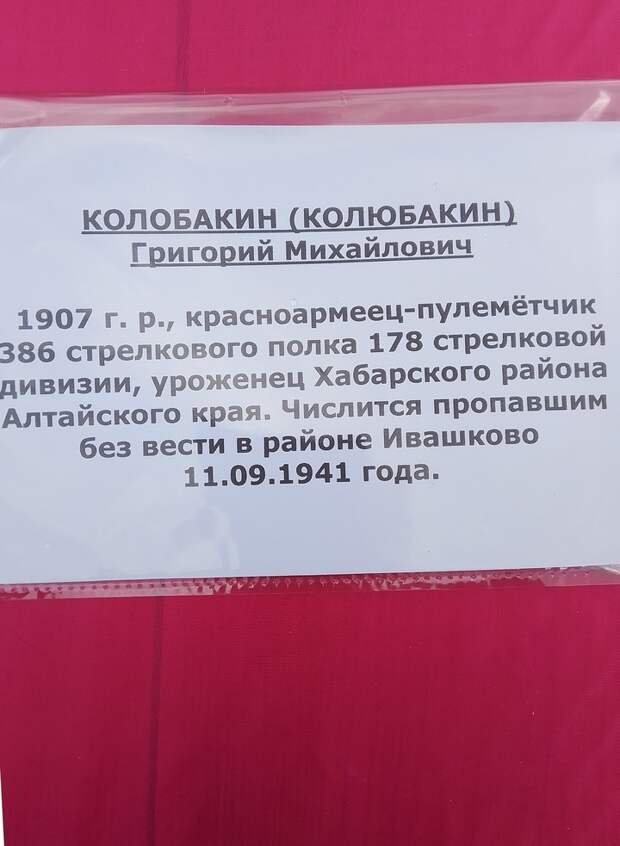 КОЛОБАКИН (КОЛЮБАКИН)
Григорий Михайлович
1907 г. р., красноармеец-пулемётчик
386 стрелкового полка 178 стрелковой
дивизии, уроженец Хабарского района
Алтайского края. Числится пропавшим
без вести в районе Ивашково
11.09.1941 года.